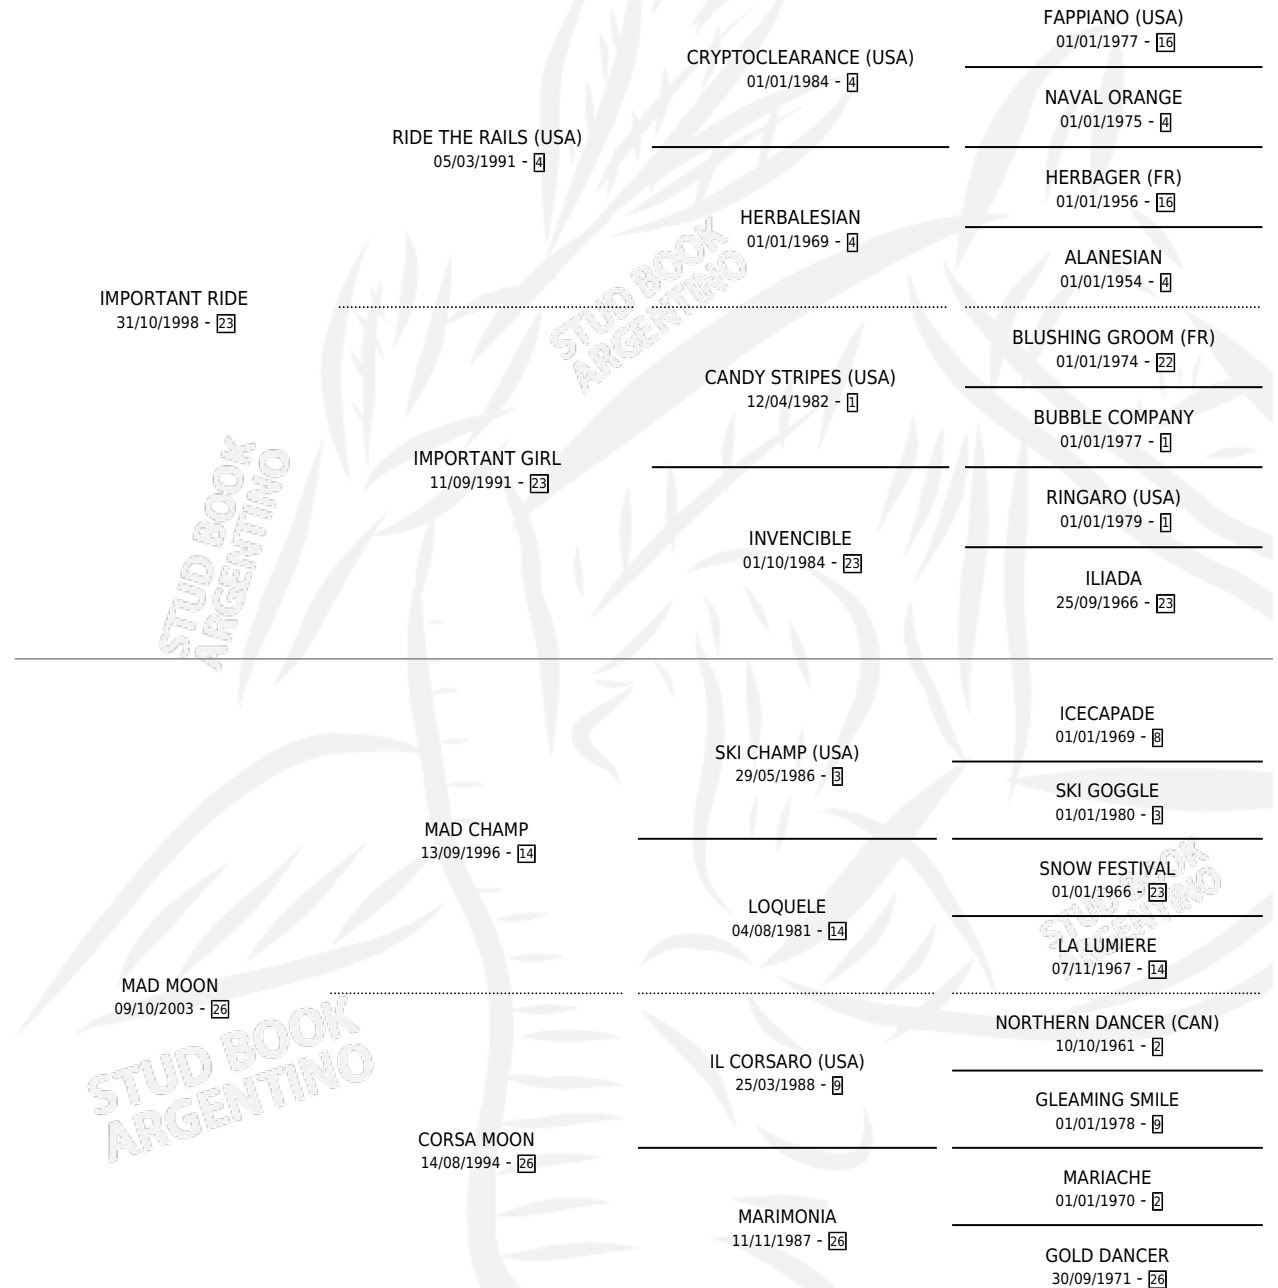 FAPPIANO (USA)
01/01/1977 - 16
CRYPTOCLEARANCE (USA)
01/01/1984 - 4
NAVAL ORANGE
01/01/1975 - 4
RIDE THE RAILS (USA)
05/03/1991 - 4
HERBAGER (FR)
01/01/1956 - 16
HERBALESIAN
01/01/1969 - 4
ALANESIAN
01/01/1954 - 4
IMPORTANT RIDE
31/10/1998 - 23
STUD BOOK
ARGENTINO
BLUSHING GROOM (FR)
01/01/1974 - 22
CANDY STRIPES (USA)
12/04/1982 - 1
BUBBLE COMPANY
01/01/1977 - 1
IMPORTANT GIRL
11/09/1991 - 23
RINGARO (USA)
01/01/1979 - 1
INVENCIBLE
01/10/1984 - 23
ILIADA
25/09/1966 - 23
STUD BOOK
ARGENTINO
ICECAPADE
01/01/1969 - 8
SKI CHAMP (USA)
29/05/1986 - 3
SKI GOGGLE
01/01/1980 - 3
MAD CHAMP
13/09/1996 - 14
SNOW FESTIVAL
01/01/1966 - 23
LOQUELE
04/08/1981 - 14
STUD BOOK
ARGENTINO
LA LUMIERE
07/11/1967 - 14
MAD MOON
09/10/2003 - 26
NORTHERN DANCER (CAN)
10/10/1961 - 2
IL CORSARO (USA)
25/03/1988 - 9
GLEAMING SMILE
01/01/1978 - 9
STUD BOOK
ARGENTINO
CORSA MOON
14/08/1994 - 26
MARIACHE
01/01/1970 - 2
MARIMONIA
11/11/1987 - 26
GOLD DANCER
30/09/1971 - 26